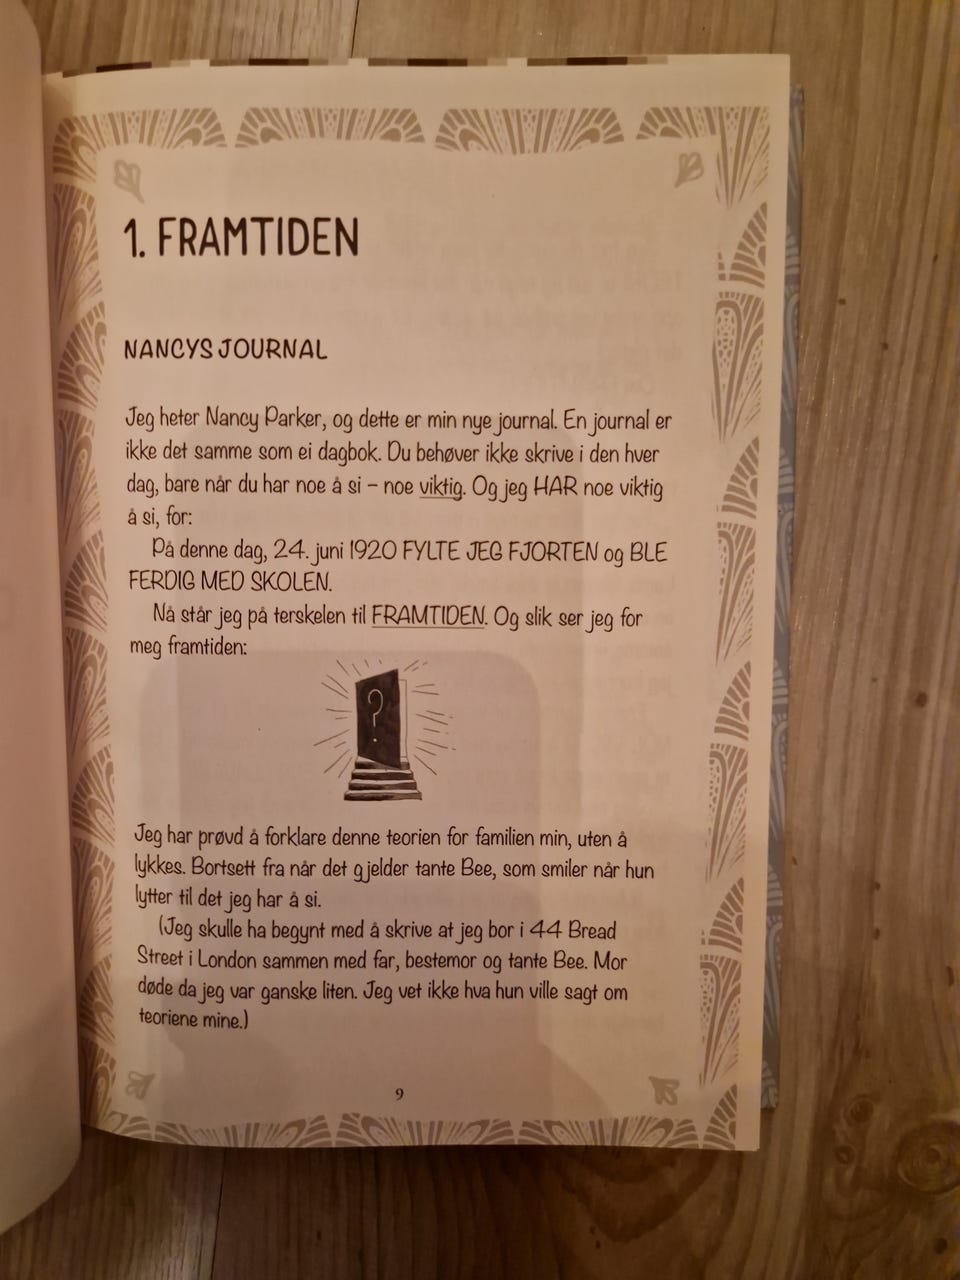 1. FRAMTIDEN
NANCYS JOURNAL
Jeg heter Nancy Parker, og dette er min nye journal. En journal er
ikke det samme som ei dagbok. Du behøver ikke skrive i den hver
dag, bare når du har noe å si – noe viktig. Og jeg HAR noe viktig
å si, for:
På denne dag, 24. juni 1920 FYLTE JEG FJORTEN og BLE
FERDIG MED SKOLEN.
Nå står jeg på terskelen til FRAMTIDEN. Og slik ser jeg for
meg framtiden:
?
Jeg har prøvd å forklare denne teorien for familien min, uten å
lykkes. Bortsett fra når det gjelder tante Bee, som smiler når hun
lytter til det jeg har å si.
(Jeg skulle ha begynt med å skrive at jeg bor i 44 Bread
Street i London sammen med far, bestemor og tante Bee. Mor
døde da jeg var ganske liten. Jeg vet ikke hva hun ville sagt om
teoriene mine.)
9